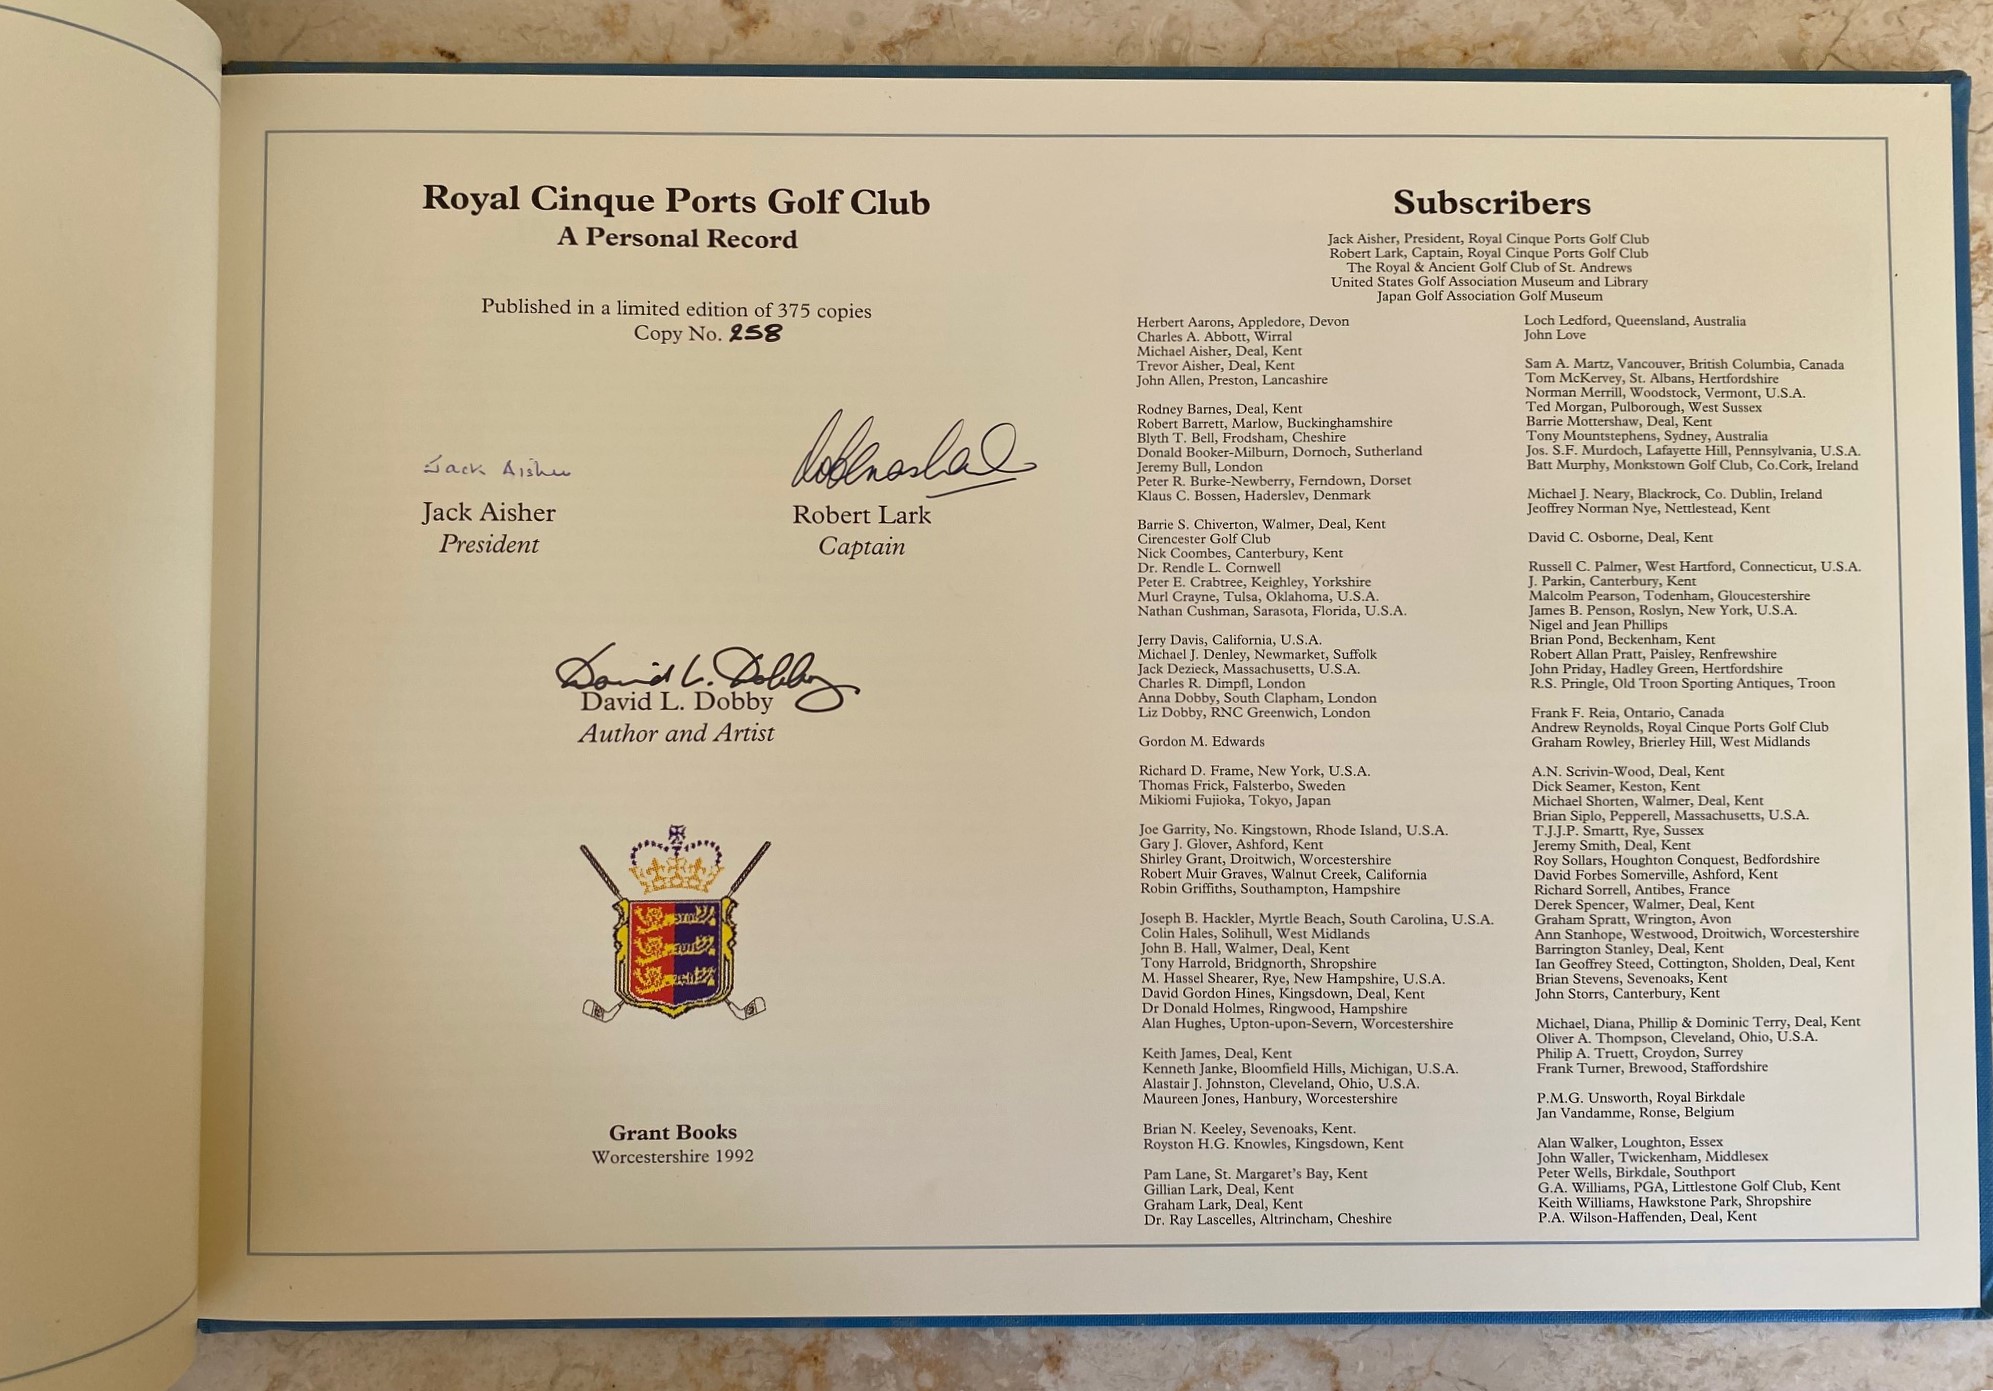 Royal Cinque Ports Golf Club
A Personal Record
Published in a limited edition of 375 copies
Copy No. 258
Jack Aisher
Jack Aisher
President
Robert Lark
Captain
David L. Dobby
David L. Dobby
Author and Artist
Grant Books
Worcestershire 1992
Subscribers
Jack Aisher, President, Royal Cinque Ports Golf Club
Robert Lark, Captain, Royal Cinque Ports Golf Club
The Royal & Ancient Golf Club of St. Andrews
United States Golf Association Museum and Library
Japan Golf Association Golf Museum
Herbert Aarons, Appledore, Devon
Charles A. Abbott, Wirral
Michael Aisher, Deal, Kent
Trevor Aisher, Deal, Kent
John Allen, Preston, Lancashire
Rodney Barnes, Deal, Kent
Robert Barrett, Marlow, Buckinghamshire
Blyth T. Bell, Frodsham, Cheshire
Donald Booker-Milburn, Dornoch, Sutherland
Jeremy Bull, London
Peter R. Burke-Newberry, Ferndown, Dorset
Klaus C. Bossen, Haderslev, Denmark
Barrie S. Chiverton, Walmer, Deal, Kent
Cirencester Golf Club
Nick Coombes, Canterbury, Kent
Dr. Rendle L. Cornwell
Peter E. Crabtree, Keighley, Yorkshire
Murl Crayne, Tulsa, Oklahoma, U.S.A.
Nathan Cushman, Sarasota, Florida, U.S.A.
Jerry Davis, California, U.S.A.
Michael J. Denley, Newmarket, Suffolk
Jack Dezieck, Massachusetts, U.S.A.
Charles R. Dimpfl, London
Anna Dobby, South Clapham, London
Liz Dobby, RNC Greenwich, London
Gordon M. Edwards
Richard D. Frame, New York, U.S.A.
Thomas Frick, Falsterbo, Sweden
Mikiomi Fujioka, Tokyo, Japan
Joe Garrity, No. Kingstown, Rhode Island, U.S.A.
Gary J. Glover, Ashford, Kent
Shirley Grant, Droitwich, Worcestershire
Robert Muir Graves, Walnut Creek, California
Robin Griffiths, Southampton, Hampshire
Joseph B. Hackler, Myrtle Beach, South Carolina, U.S.A.
Colin Hales, Solihull, West Midlands
John B. Hall, Walmer, Deal, Kent
Tony Harrold, Bridgnorth, Shropshire
M. Hassel Shearer, Rye, New Hampshire, U.S.A.
David Gordon Hines, Kingsdown, Deal, Kent
Dr Donald Holmes, Ringwood, Hampshire
Alan Hughes, Upton-upon-Severn, Worcestershire
Keith James, Deal, Kent
Kenneth Janke, Bloomfield Hills, Michigan, U.S.A.
Alastair J. Johnston, Cleveland, Ohio, U.S.A.
Maureen Jones, Hanbury, Worcestershire
Brian N. Keeley, Sevenoaks, Kent.
Royston H.G. Knowles, Kingsdown, Kent
Pam Lane, St. Margaret's Bay, Kent
Gillian Lark, Deal, Kent
Graham Lark, Deal, Kent
Dr. Ray Lascelles, Altrincham, Cheshire
Loch Ledford, Queensland, Australia
John Love
Sam A. Martz, Vancouver, British Columbia, Canada
Tom McKervey, St. Albans, Hertfordshire
Norman Merrill, Woodstock, Vermont, U.S.A.
Ted Morgan, Pulborough, West Sussex
Barrie Mottershaw, Deal, Kent
Tony Mountstephens, Sydney, Australia
Jos. S.F. Murdoch, Lafayette Hill, Pennsylvania, U.S.A.
Batt Murphy, Monkstown Golf Club, Co.Cork, Ireland
Michael J. Neary, Blackrock, Co. Dublin, Ireland
Jeoffrey Norman Nye, Nettlestead, Kent
David C. Osborne, Deal, Kent
Russell C. Palmer, West Hartford, Connecticut, U.S.A.
J. Parkin, Canterbury, Kent
Malcolm Pearson, Todenham, Gloucestershire
James B. Penson, Roslyn, New York, U.S.A.
Nigel and Jean Phillips
Brian Pond, Beckenham, Kent
Robert Allan Pratt, Paisley, Renfrewshire
John Priday, Hadley Green, Hertfordshire
R.S. Pringle, Old Troon Sporting Antiques, Troon
Frank F. Reia, Ontario, Canada
Andrew Reynolds, Royal Cinque Ports Golf Club
Graham Rowley, Brierley Hill, West Midlands
A.N. Scrivin-Wood, Deal, Kent
Dick Seamer, Keston, Kent
Michael Shorten, Walmer, Deal, Kent
Brian Siplo, Pepperell, Massachusetts, U.S.A.
T.J.J.P. Smartt, Rye, Sussex
Jeremy Smith, Deal, Kent
Roy Sollars, Houghton Conquest, Bedfordshire
David Forbes Somerville, Ashford, Kent
Richard Sorrell, Antibes, France
Derek Spencer, Walmer, Deal, Kent
Graham Spratt, Wrington, Avon
Ann Stanhope, Westwood, Droitwich, Worcestershire
Barrington Stanley, Deal, Kent
Ian Geoffrey Steed, Cottington, Sholden, Deal, Kent
Brian Stevens, Sevenoaks, Kent
John Storrs, Canterbury, Kent
Michael, Diana, Phillip & Dominic Terry, Deal, Kent
Oliver A. Thompson, Cleveland, Ohio, U.S.A.
Philip A. Truett, Croydon, Surrey
Frank Turner, Brewood, Staffordshire
P.M.G. Unsworth, Royal Birkdale
Jan Vandamme, Ronse, Belgium
Alan Walker, Loughton, Essex
John Waller, Twickenham, Middlesex
Peter Wells, Birkdale, Southport
G.A. Williams, PGA, Littlestone Golf Club, Kent
Keith Williams, Hawkstone Park, Shropshire
P.A. Wilson-Haffenden, Deal, Kent